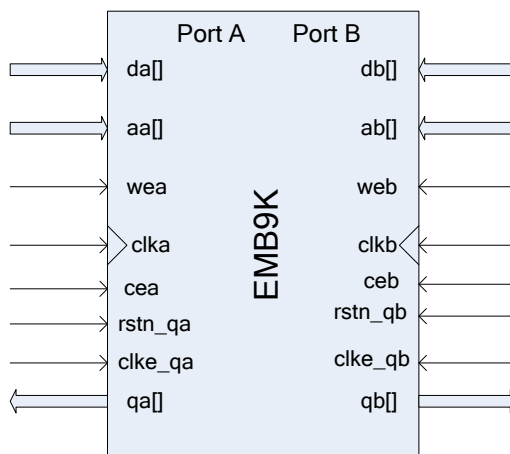 Port A Port B
da[] db[]
aa[] ab[]
wea web
EMB9K
clka clkb
cea ceb
rstn_qa rstn_qb
clke_qa clke_qb
qa[] qb[]